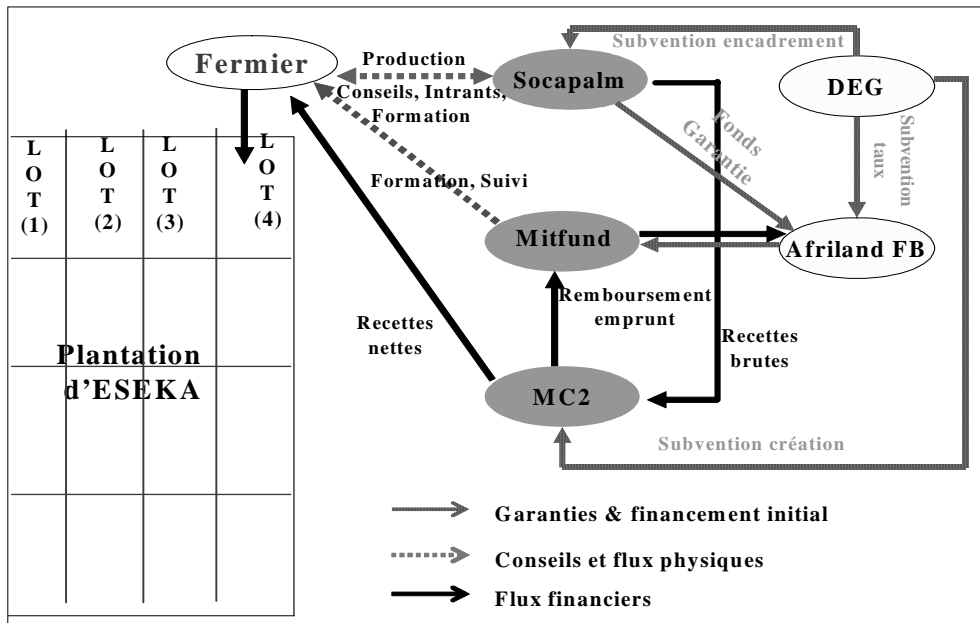 Subvention encadrement
Production
Fermier
Socapalm
DEG
Conseils, Intrants,
Formation
Fonds
Garantie
Subvention
taux
L
O
T
(1)
L
O
T
(2)
L
O
T
(3)
L
O
T
(4)
Formation, Suivi
Mitfund
Afriland FB
Remboursement
emprunt
Recettes
nettes
Recettes
brutes
Plantation
d'ESEKA
MC2
Subvention création
Garanties & financement initial
Conseils et flux physiques
Flux financiers